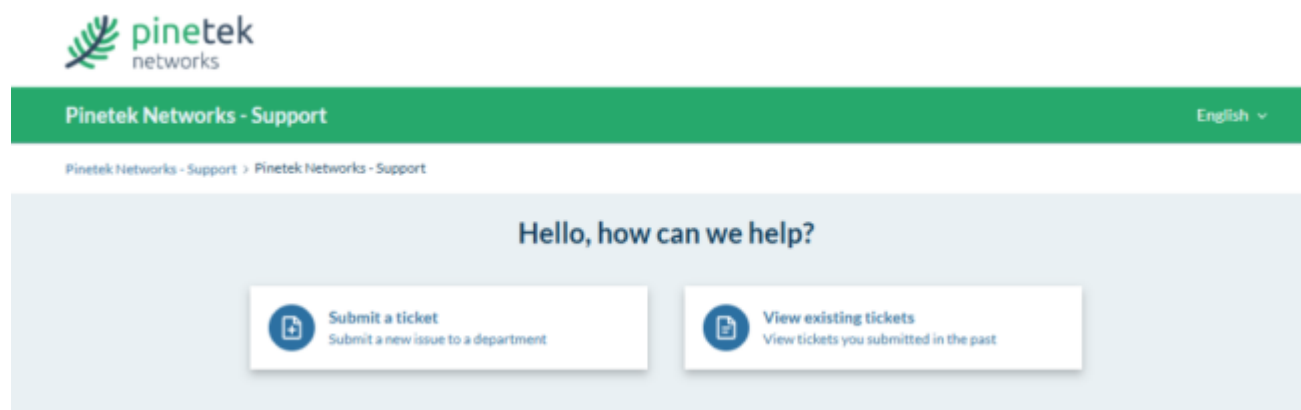 pinetek
networks
Pinetek Networks - Support
English
Pinetek Networks - Support > Pinetek Networks - Support
Hello, how can we help?
Submit a ticket
Submit a new issue to a department
View existing tickets
View tickets you submitted in the past